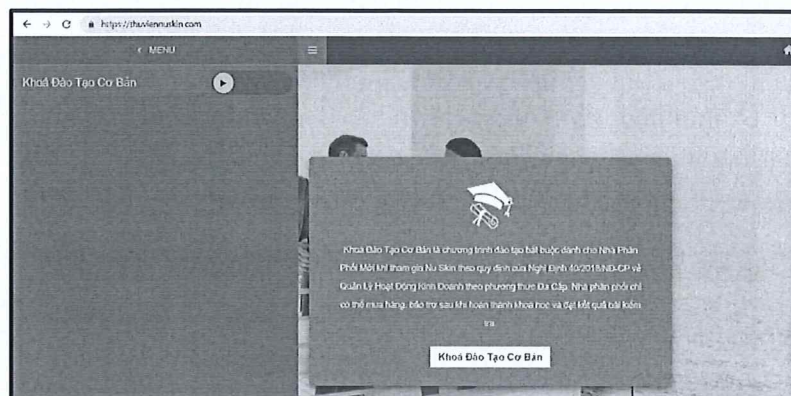 https://thuviennuskin.com
MENU
Khoá Đào Tạo Cơ Bản
Khoá Đào Tạo Cơ Bản là chương trình đào tạo bắt buộc dành cho Nhà Phân
Phối Mới khi tham gia Nu Skin theo quy định của Nghị Định 40/2018/NĐ-CP về
Quản Lý Hoạt Động Kinh Doanh theo phương thức Đa Cấp. Nhà phân phối chỉ
có thể mua hàng, bảo trợ sau khi hoàn thành khoá học và đạt kết quả bài kiểm
tra.
Khoá Đào Tạo Cơ Bản